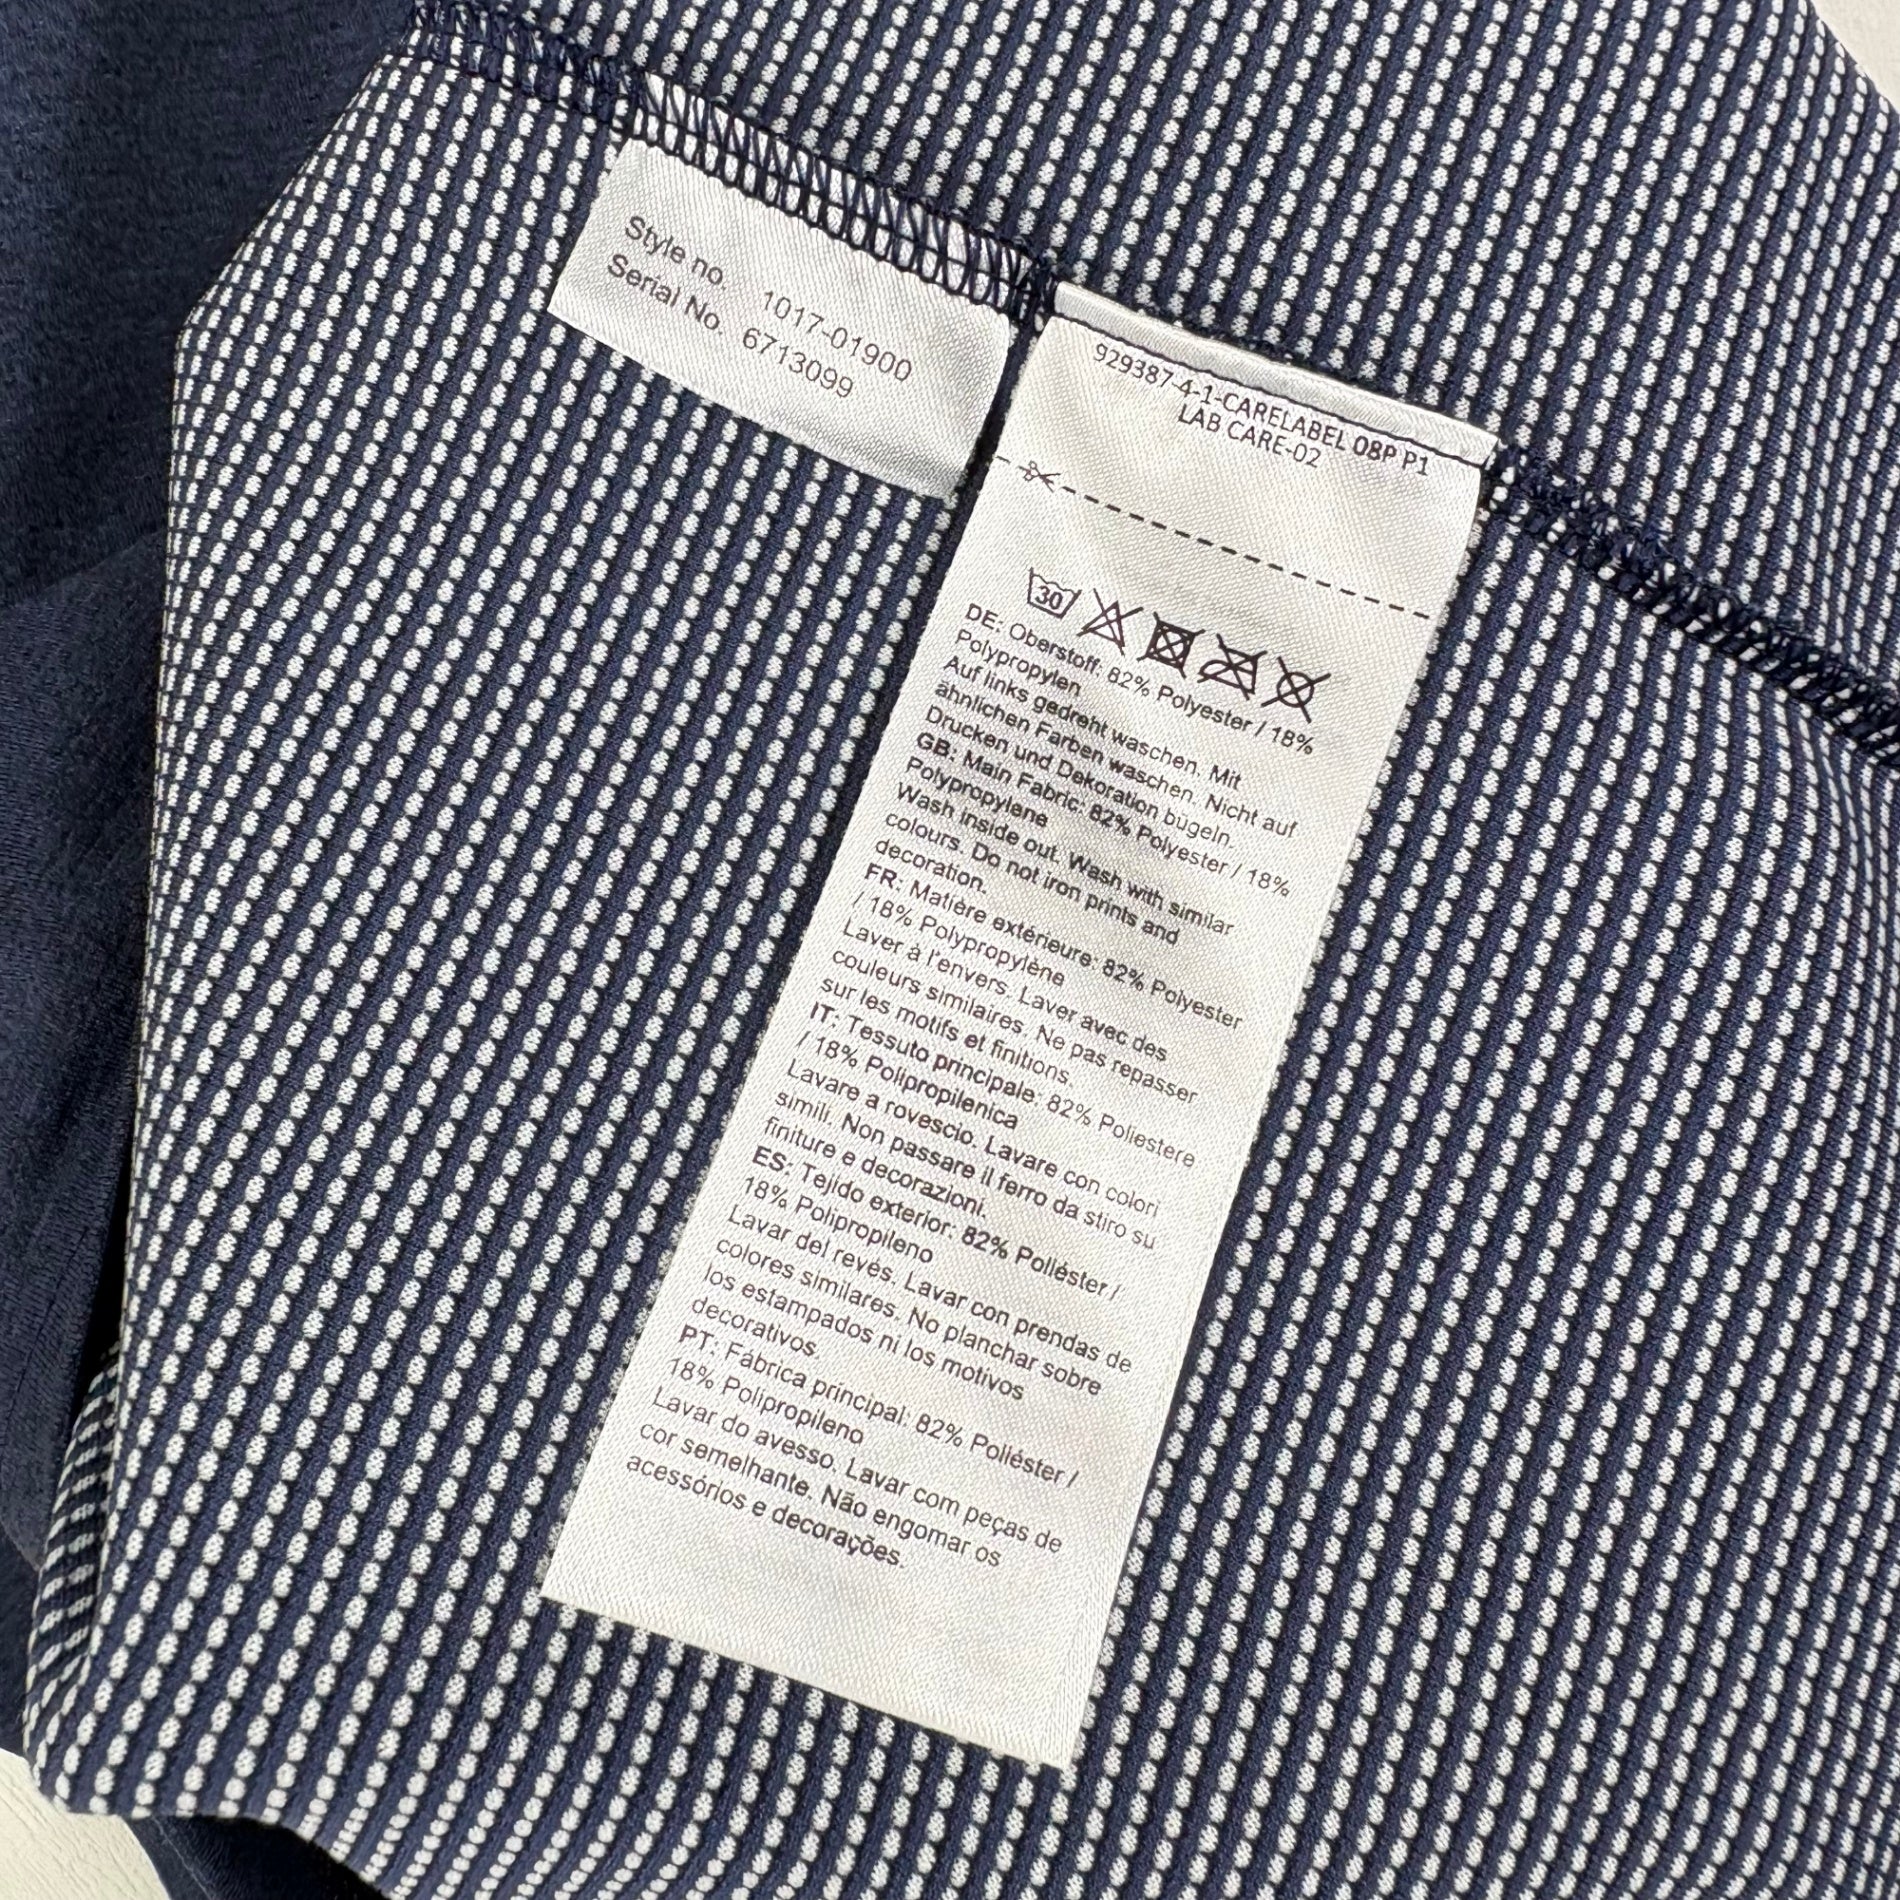 Style no. 1017-01900
Serial No. 6713099
929387-4-1-CARELABEL 08P P1
LAB CARE-02
30
DE: Oberstoff: 82% Polyester / 18%
Polypropylen
Auf links gedreht waschen. Mit
ähnlichen Farben waschen. Nicht auf
Drucken und Dekoration bügeln.
GB: Main Fabric: 82% Polyester / 18%
Polypropylene
Wash inside out. Wash with similar
colours. Do not iron prints and
decoration.
FR: Matière extérieure: 82% Polyester
/ 18% Polypropylène
Laver à l'envers. Laver avec des
couleurs similaires. Ne pas repasser
sur les motifs et finitions.
IT: Tessuto principale: 82% Poliestere
/ 18% Polipropilenica
Lavare a rovescio. Lavare con colori
simili. Non passare il ferro da stiro su
finiture e decorazioni.
ES: Tejido exterior: 82% Poliéster /
18% Polipropileno
Lavar del revés. Lavar con prendas de
colores similares. No planchar sobre
los estampados ni los motivos
decorativos.
PT: Fábrica principal: 82% Poliéster /
18% Polipropileno
Lavar do avesso. Lavar com peças de
cor semelhante. Não engomar os
acessórios e decorações.